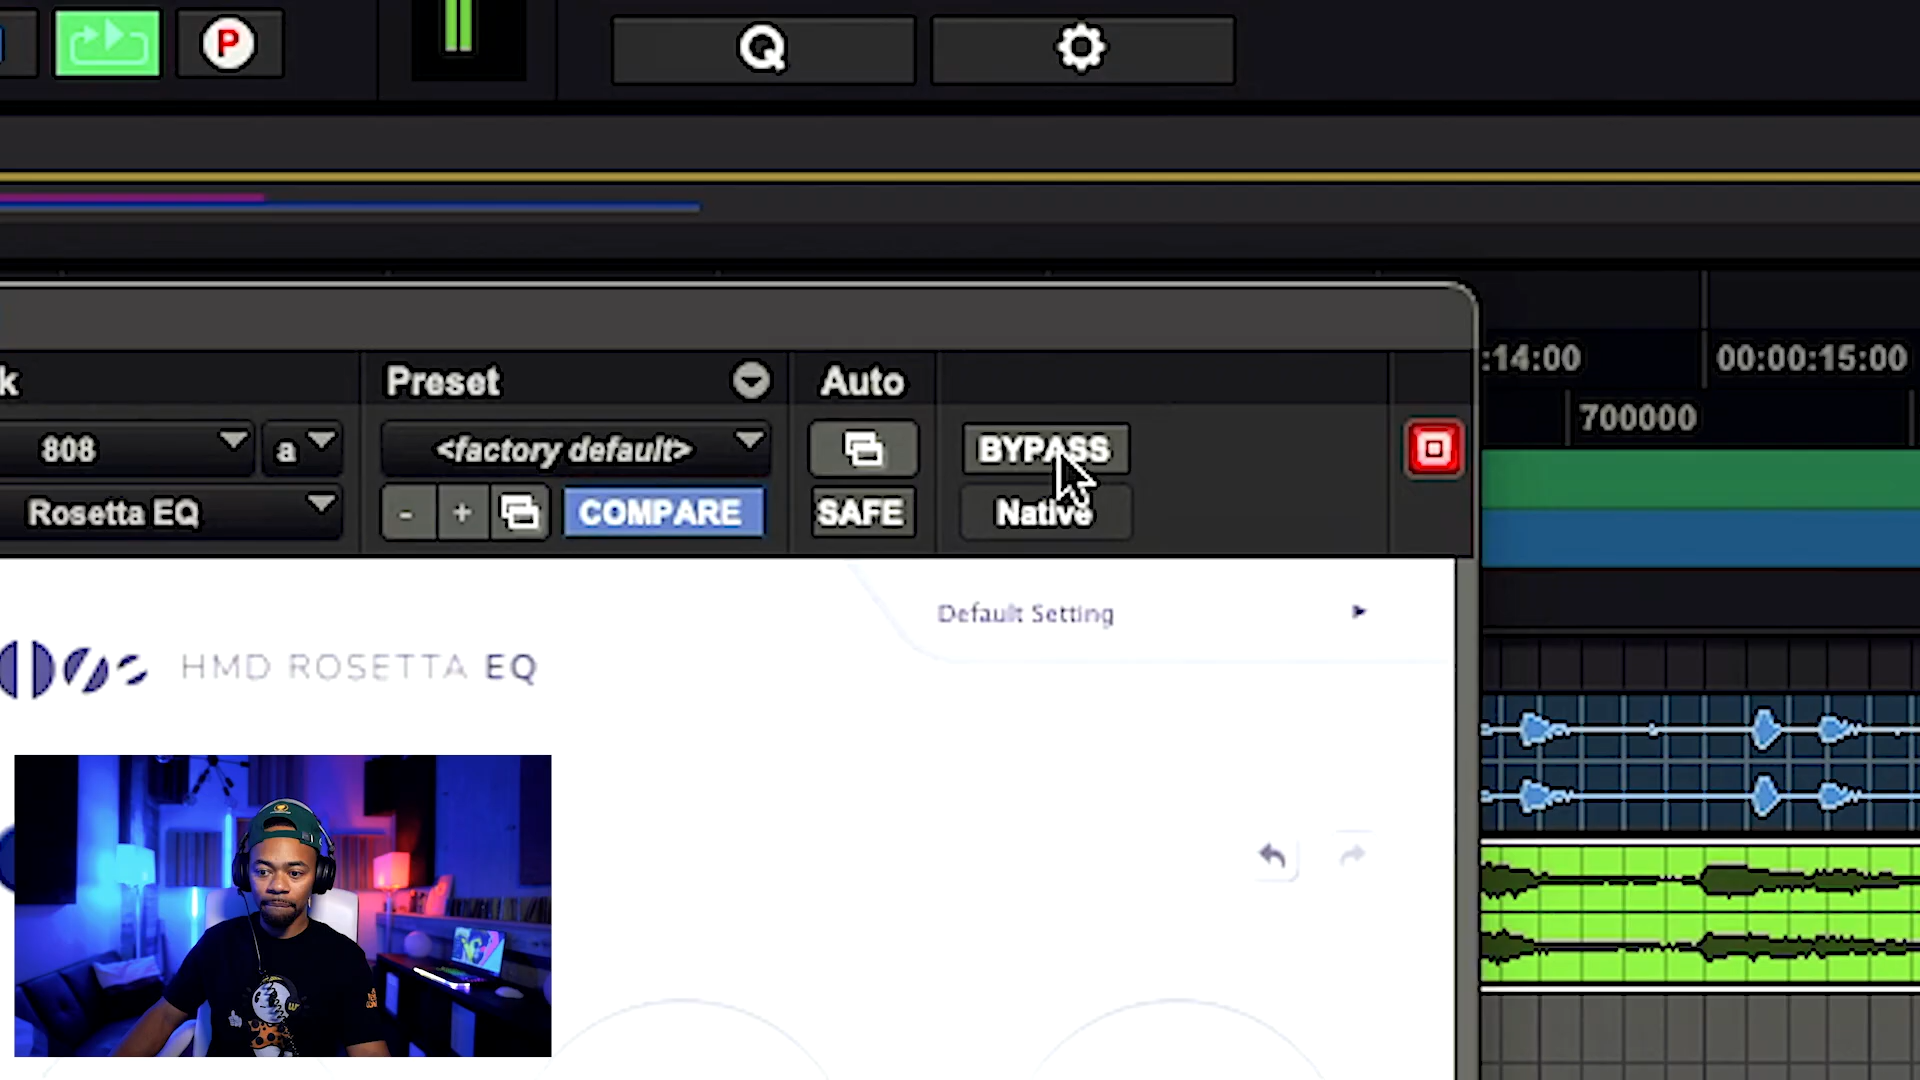 P
Q
k
Preset
Auto
:14:00
00:00:15:00
700000
808
a
<factory default>
BYPASS
Rosetta EQ
-
+
COMPARE
SAFE
Native
Default Setting
HMD ROSETTA EQ